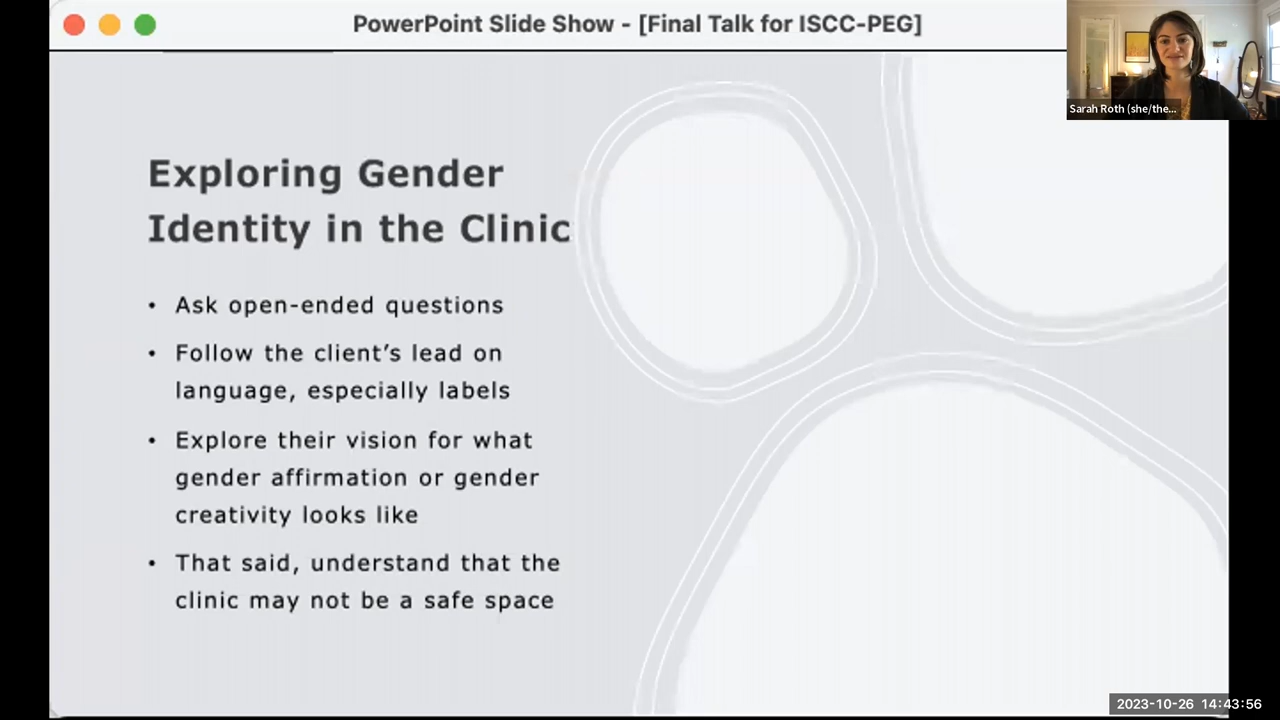 PowerPoint Slide Show - [Final Talk for ISCC-PEG]
Sarah Roth (she/the...
Exploring Gender
Identity in the Clinic
• Ask open-ended questions
• Follow the client’s lead on
language, especially labels
• Explore their vision for what
gender affirmation or gender
creativity looks like
• That said, understand that the
clinic may not be a safe space
2023-10-26 14:43:56